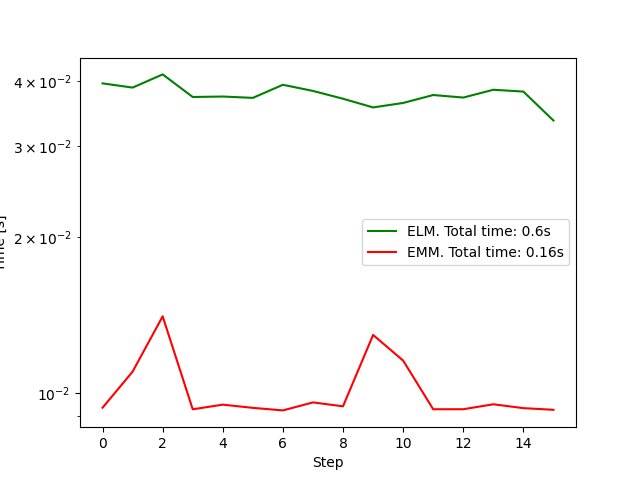 4 × 10⁻²
3 × 10⁻²
2 × 10⁻²
10⁻²
Time [s]
ELM. Total time: 0.6s
EMM. Total time: 0.16s
0 2 4 6 8 10 12 14
Step